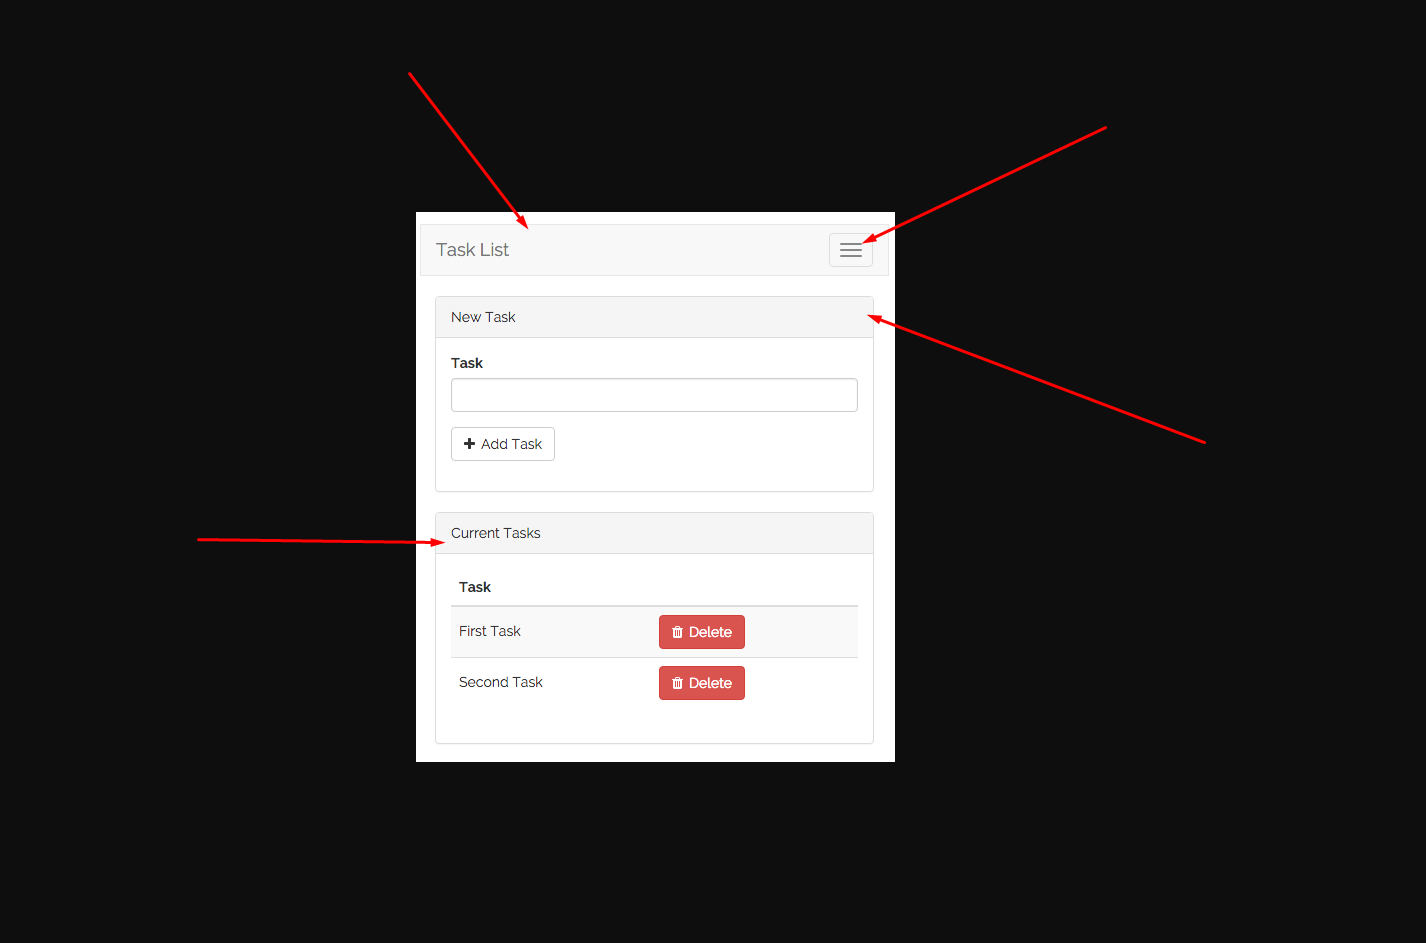 Task List
New Task
Task
Add Task
Current Tasks
Task
First Task Delete
Second Task Delete